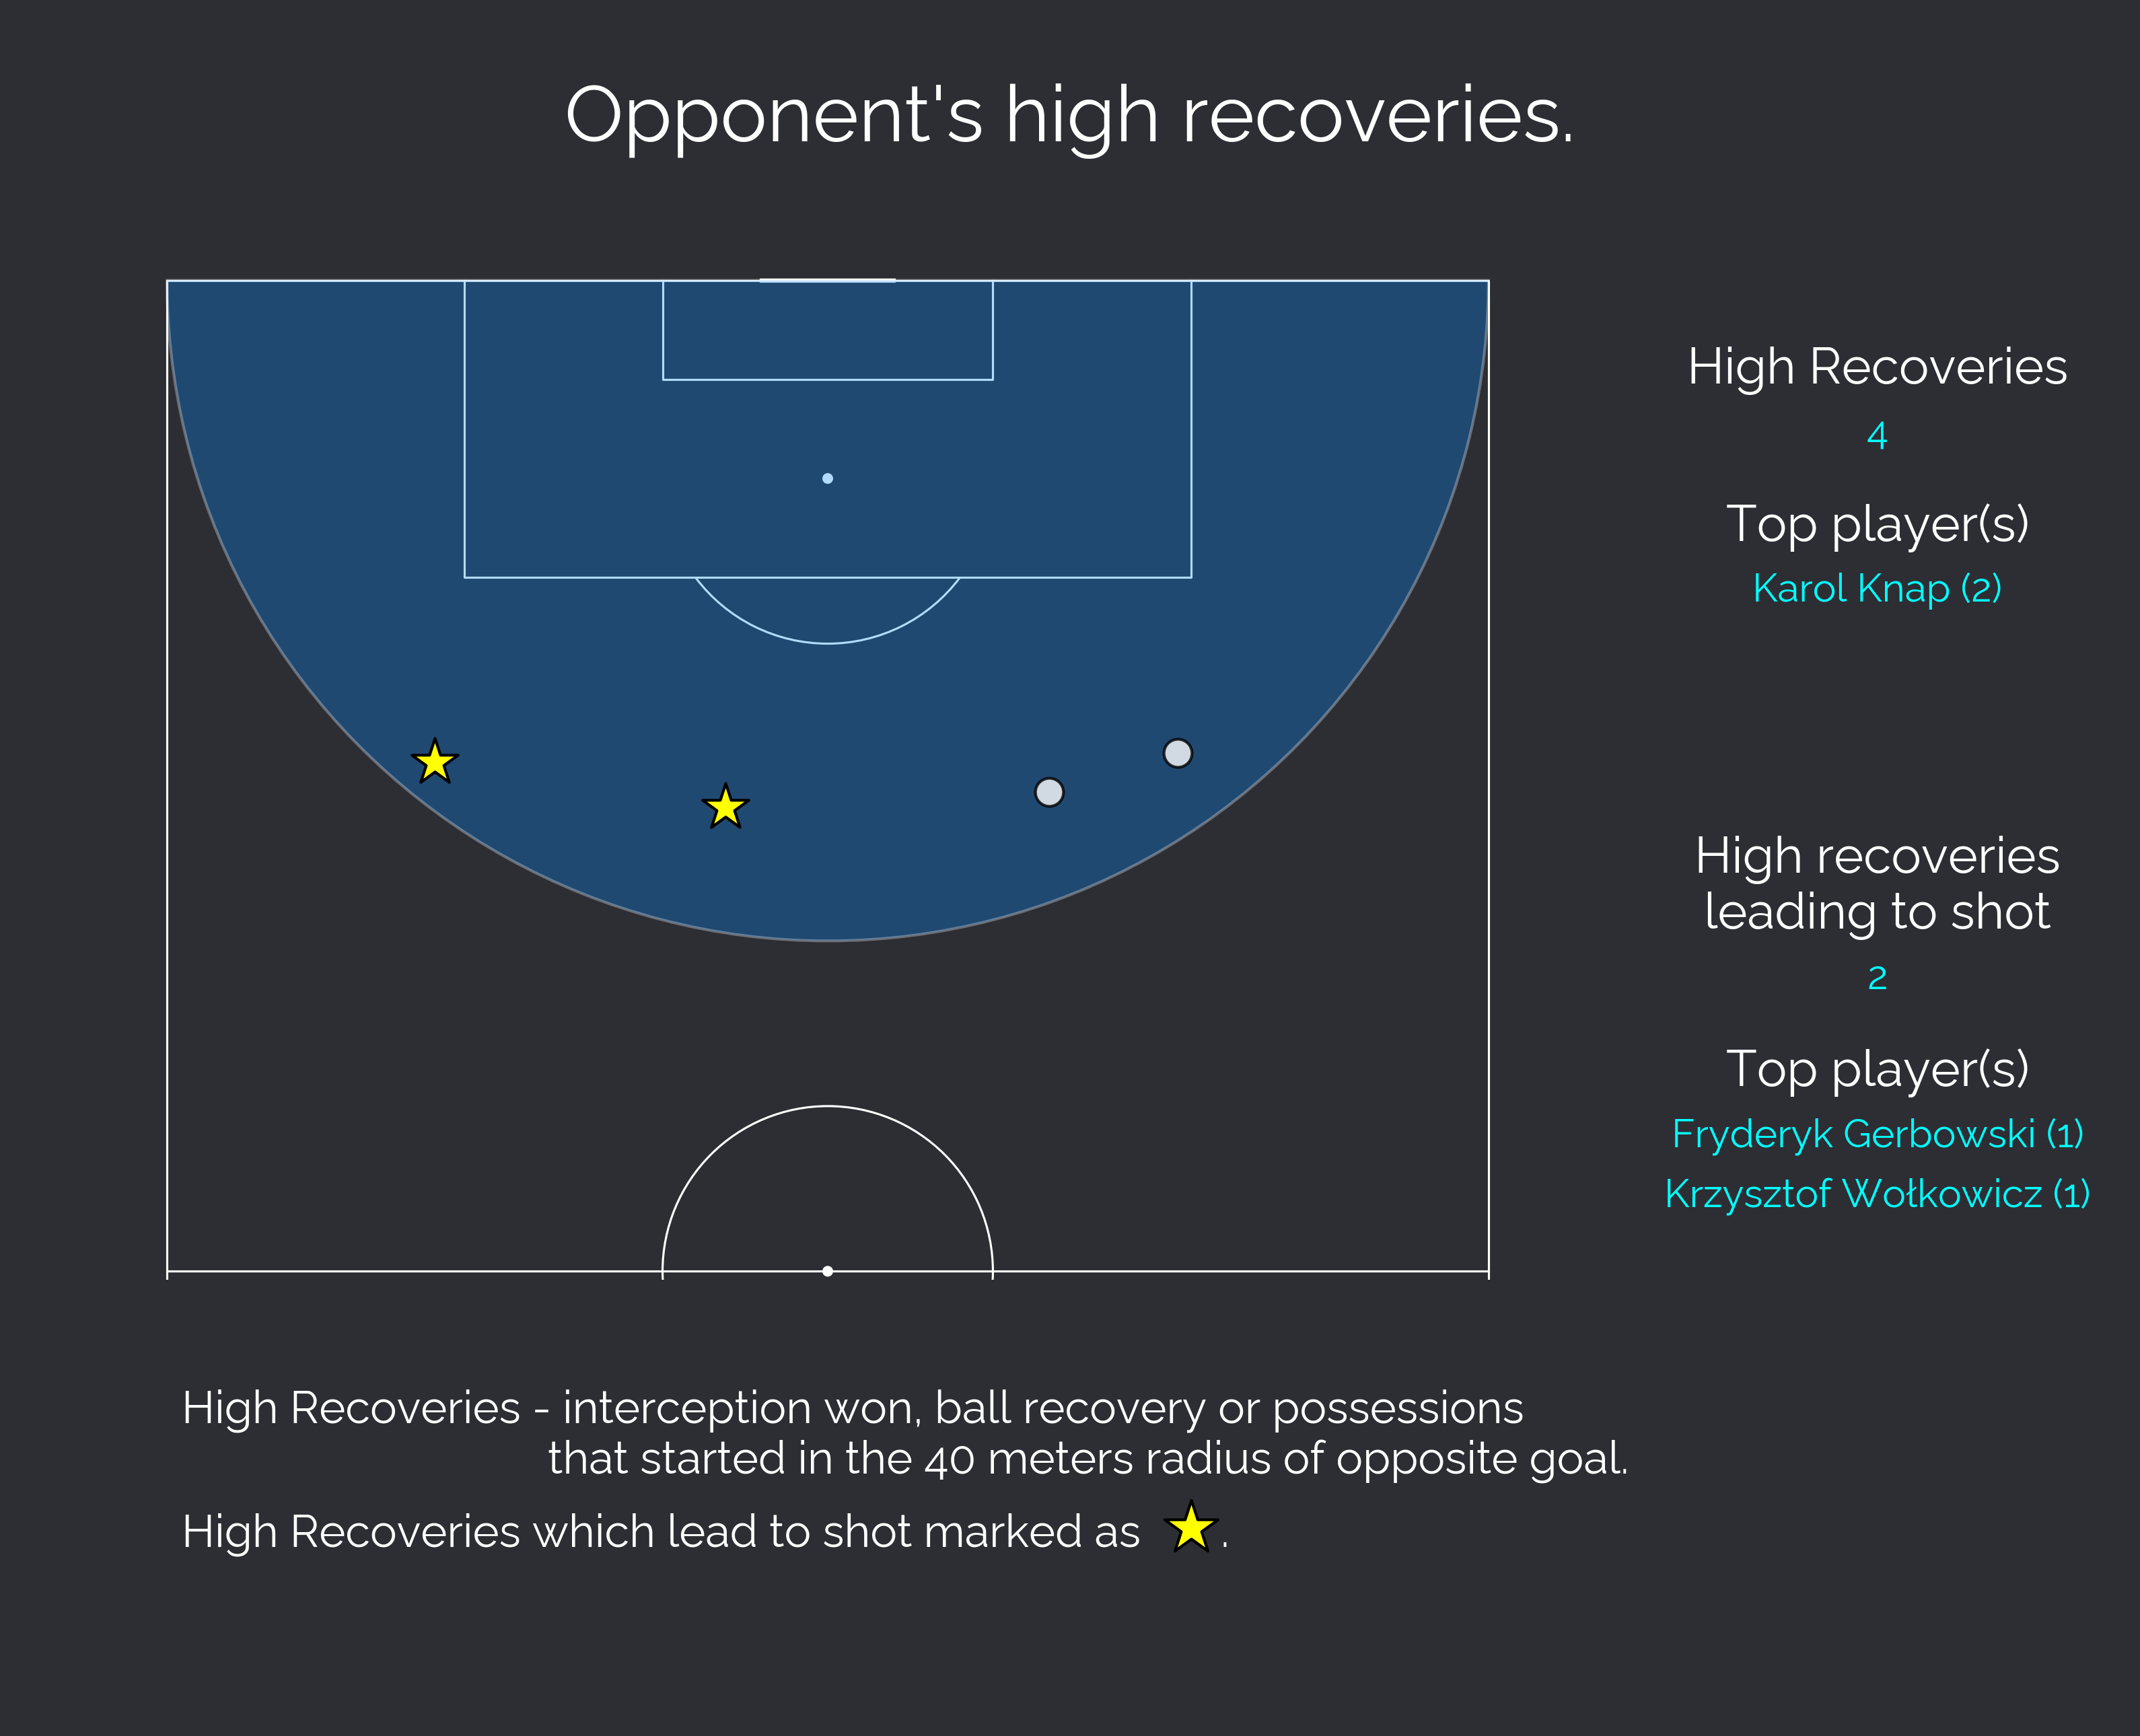 Opponent's high recoveries.
High Recoveries
4
Top player(s)
Karol Knap (2)
High recoveries
leading to shot
2
Top player(s)
Fryderyk Gerbowski (1)
Krzysztof Wołkowicz (1)
High Recoveries - interception won, ball recovery or possessions
that started in the 40 meters radius of opposite goal.
High Recoveries which lead to shot marked as .